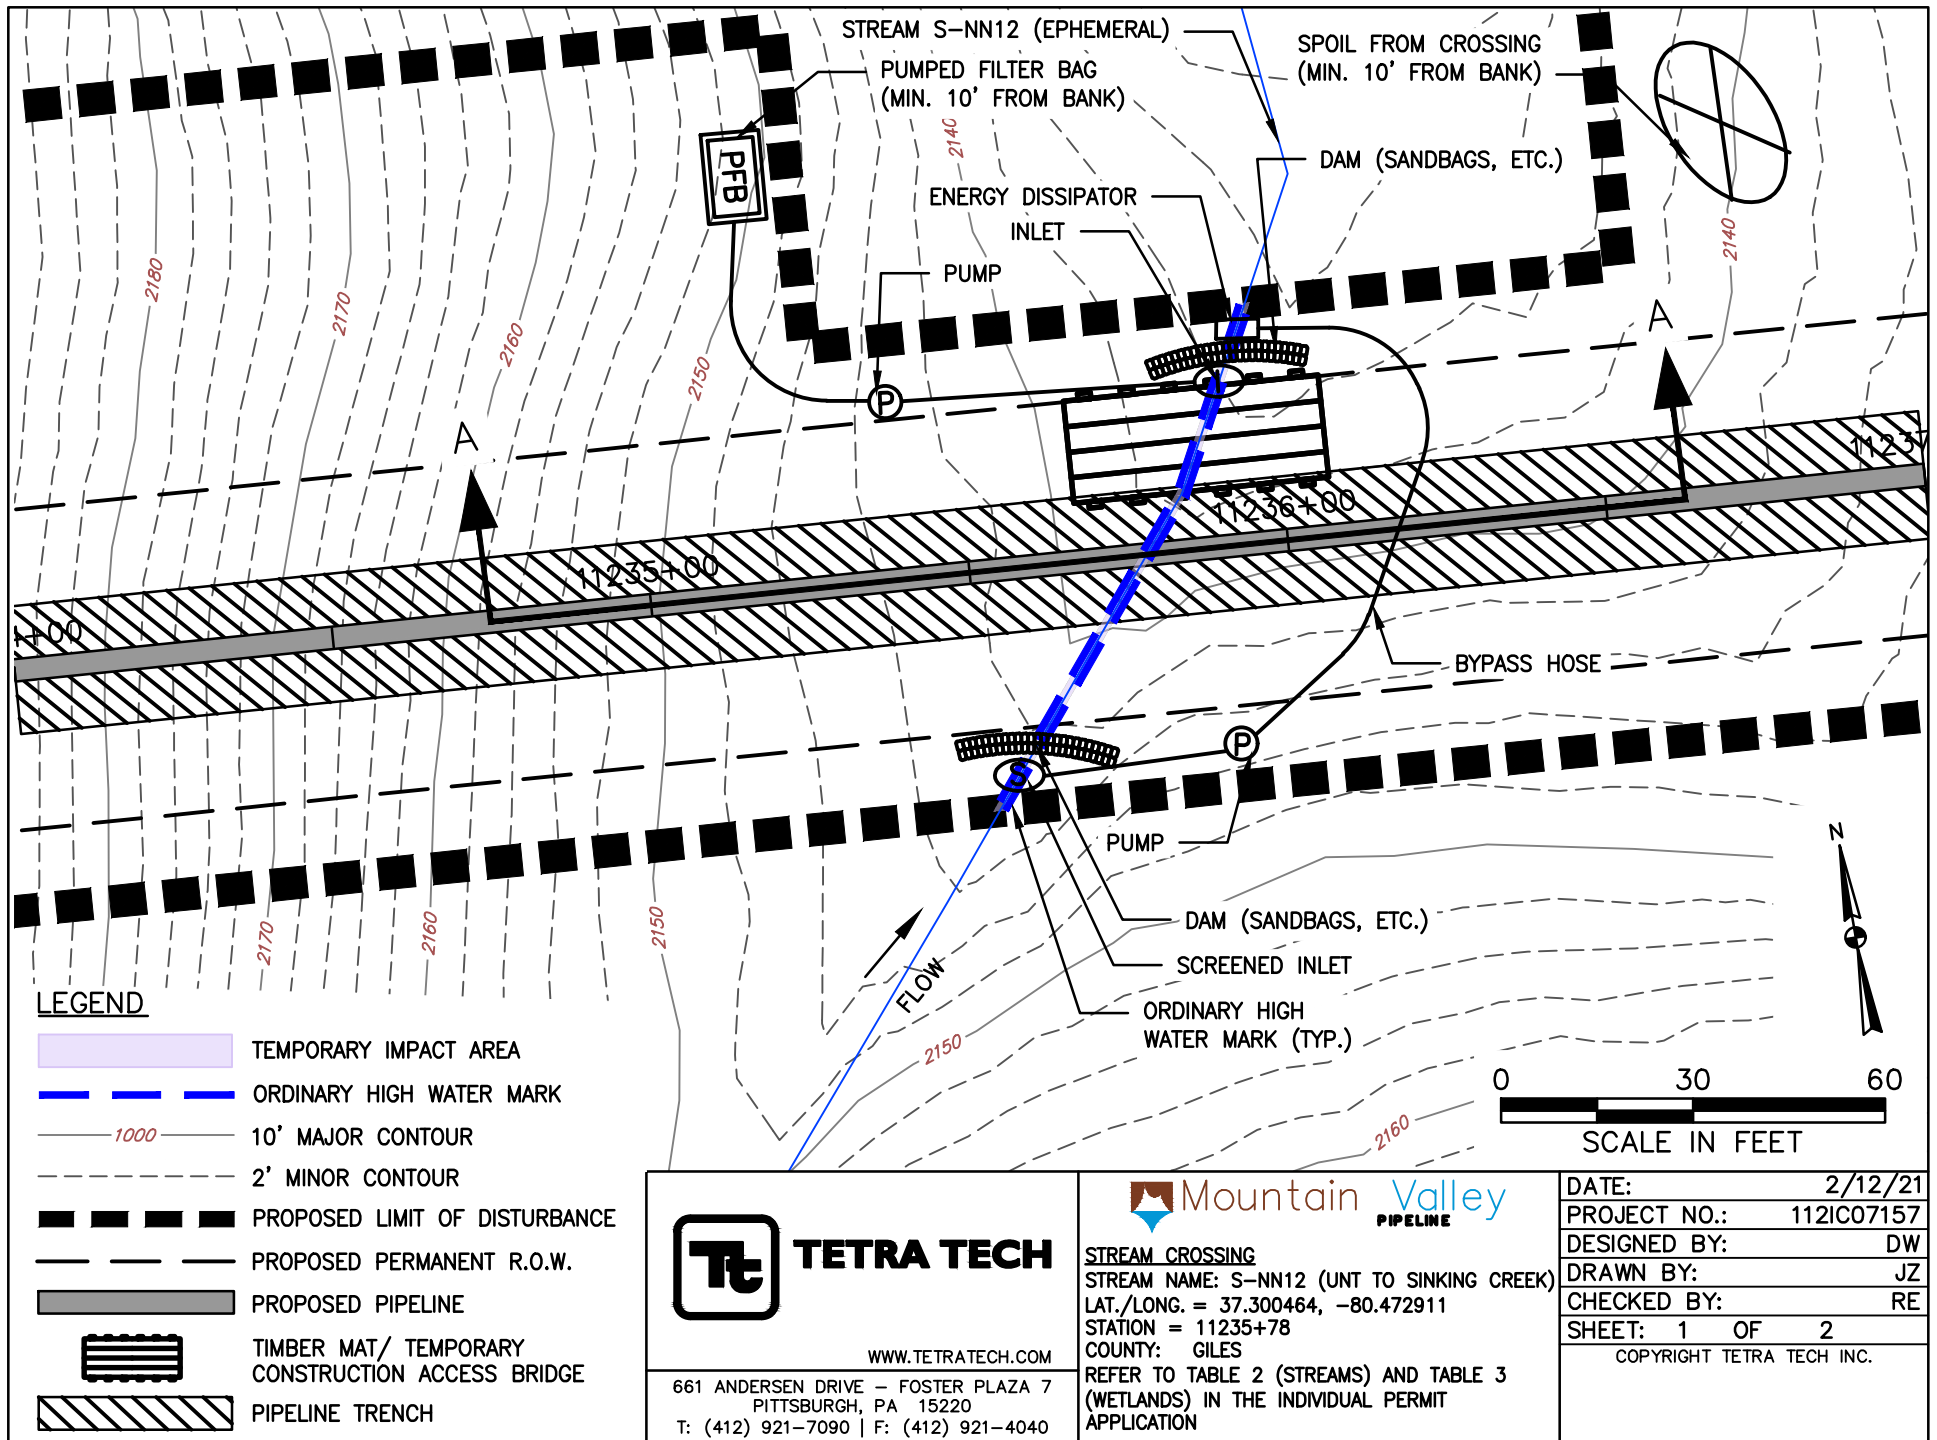 STREAM S-NN12 (EPHEMERAL)
PUMPED FILTER BAG
(MIN. 10' FROM BANK)
SPOIL FROM CROSSING
(MIN. 10' FROM BANK)
2140
DAM (SANDBAGS, ETC.)
PFB
ENERGY DISSIPATOR
INLET
PUMP
2180
2170
2160
2150
2140
A
A
P
I
11237
11236+00
11235+00
+00
BYPASS HOSE
P
S
PUMP
N
2170
2160
2150
DAM (SANDBAGS, ETC.)
SCREENED INLET
ORDINARY HIGH
WATER MARK (TYP.)
FLOW
2150
2160
0 30 60
SCALE IN FEET
LEGEND
TEMPORARY IMPACT AREA
ORDINARY HIGH WATER MARK
1000 10' MAJOR CONTOUR
2' MINOR CONTOUR
PROPOSED LIMIT OF DISTURBANCE
PROPOSED PERMANENT R.O.W.
PROPOSED PIPELINE
TIMBER MAT/ TEMPORARY
CONSTRUCTION ACCESS BRIDGE
PIPELINE TRENCH
Tt TETRA TECH
WWW.TETRATECH.COM
661 ANDERSEN DRIVE – FOSTER PLAZA 7
PITTSBURGH, PA 15220
T: (412) 921-7090 | F: (412) 921-4040
Mountain Valley
PIPELINE
STREAM CROSSING
STREAM NAME: S-NN12 (UNT TO SINKING CREEK)
LAT./LONG. = 37.300464, -80.472911
STATION = 11235+78
COUNTY: GILES
REFER TO TABLE 2 (STREAMS) AND TABLE 3
(WETLANDS) IN THE INDIVIDUAL PERMIT
APPLICATION
DATE: 2/12/21
PROJECT NO.: 112IC07157
DESIGNED BY: DW
DRAWN BY: JZ
CHECKED BY: RE
SHEET: 1 OF 2
COPYRIGHT TETRA TECH INC.